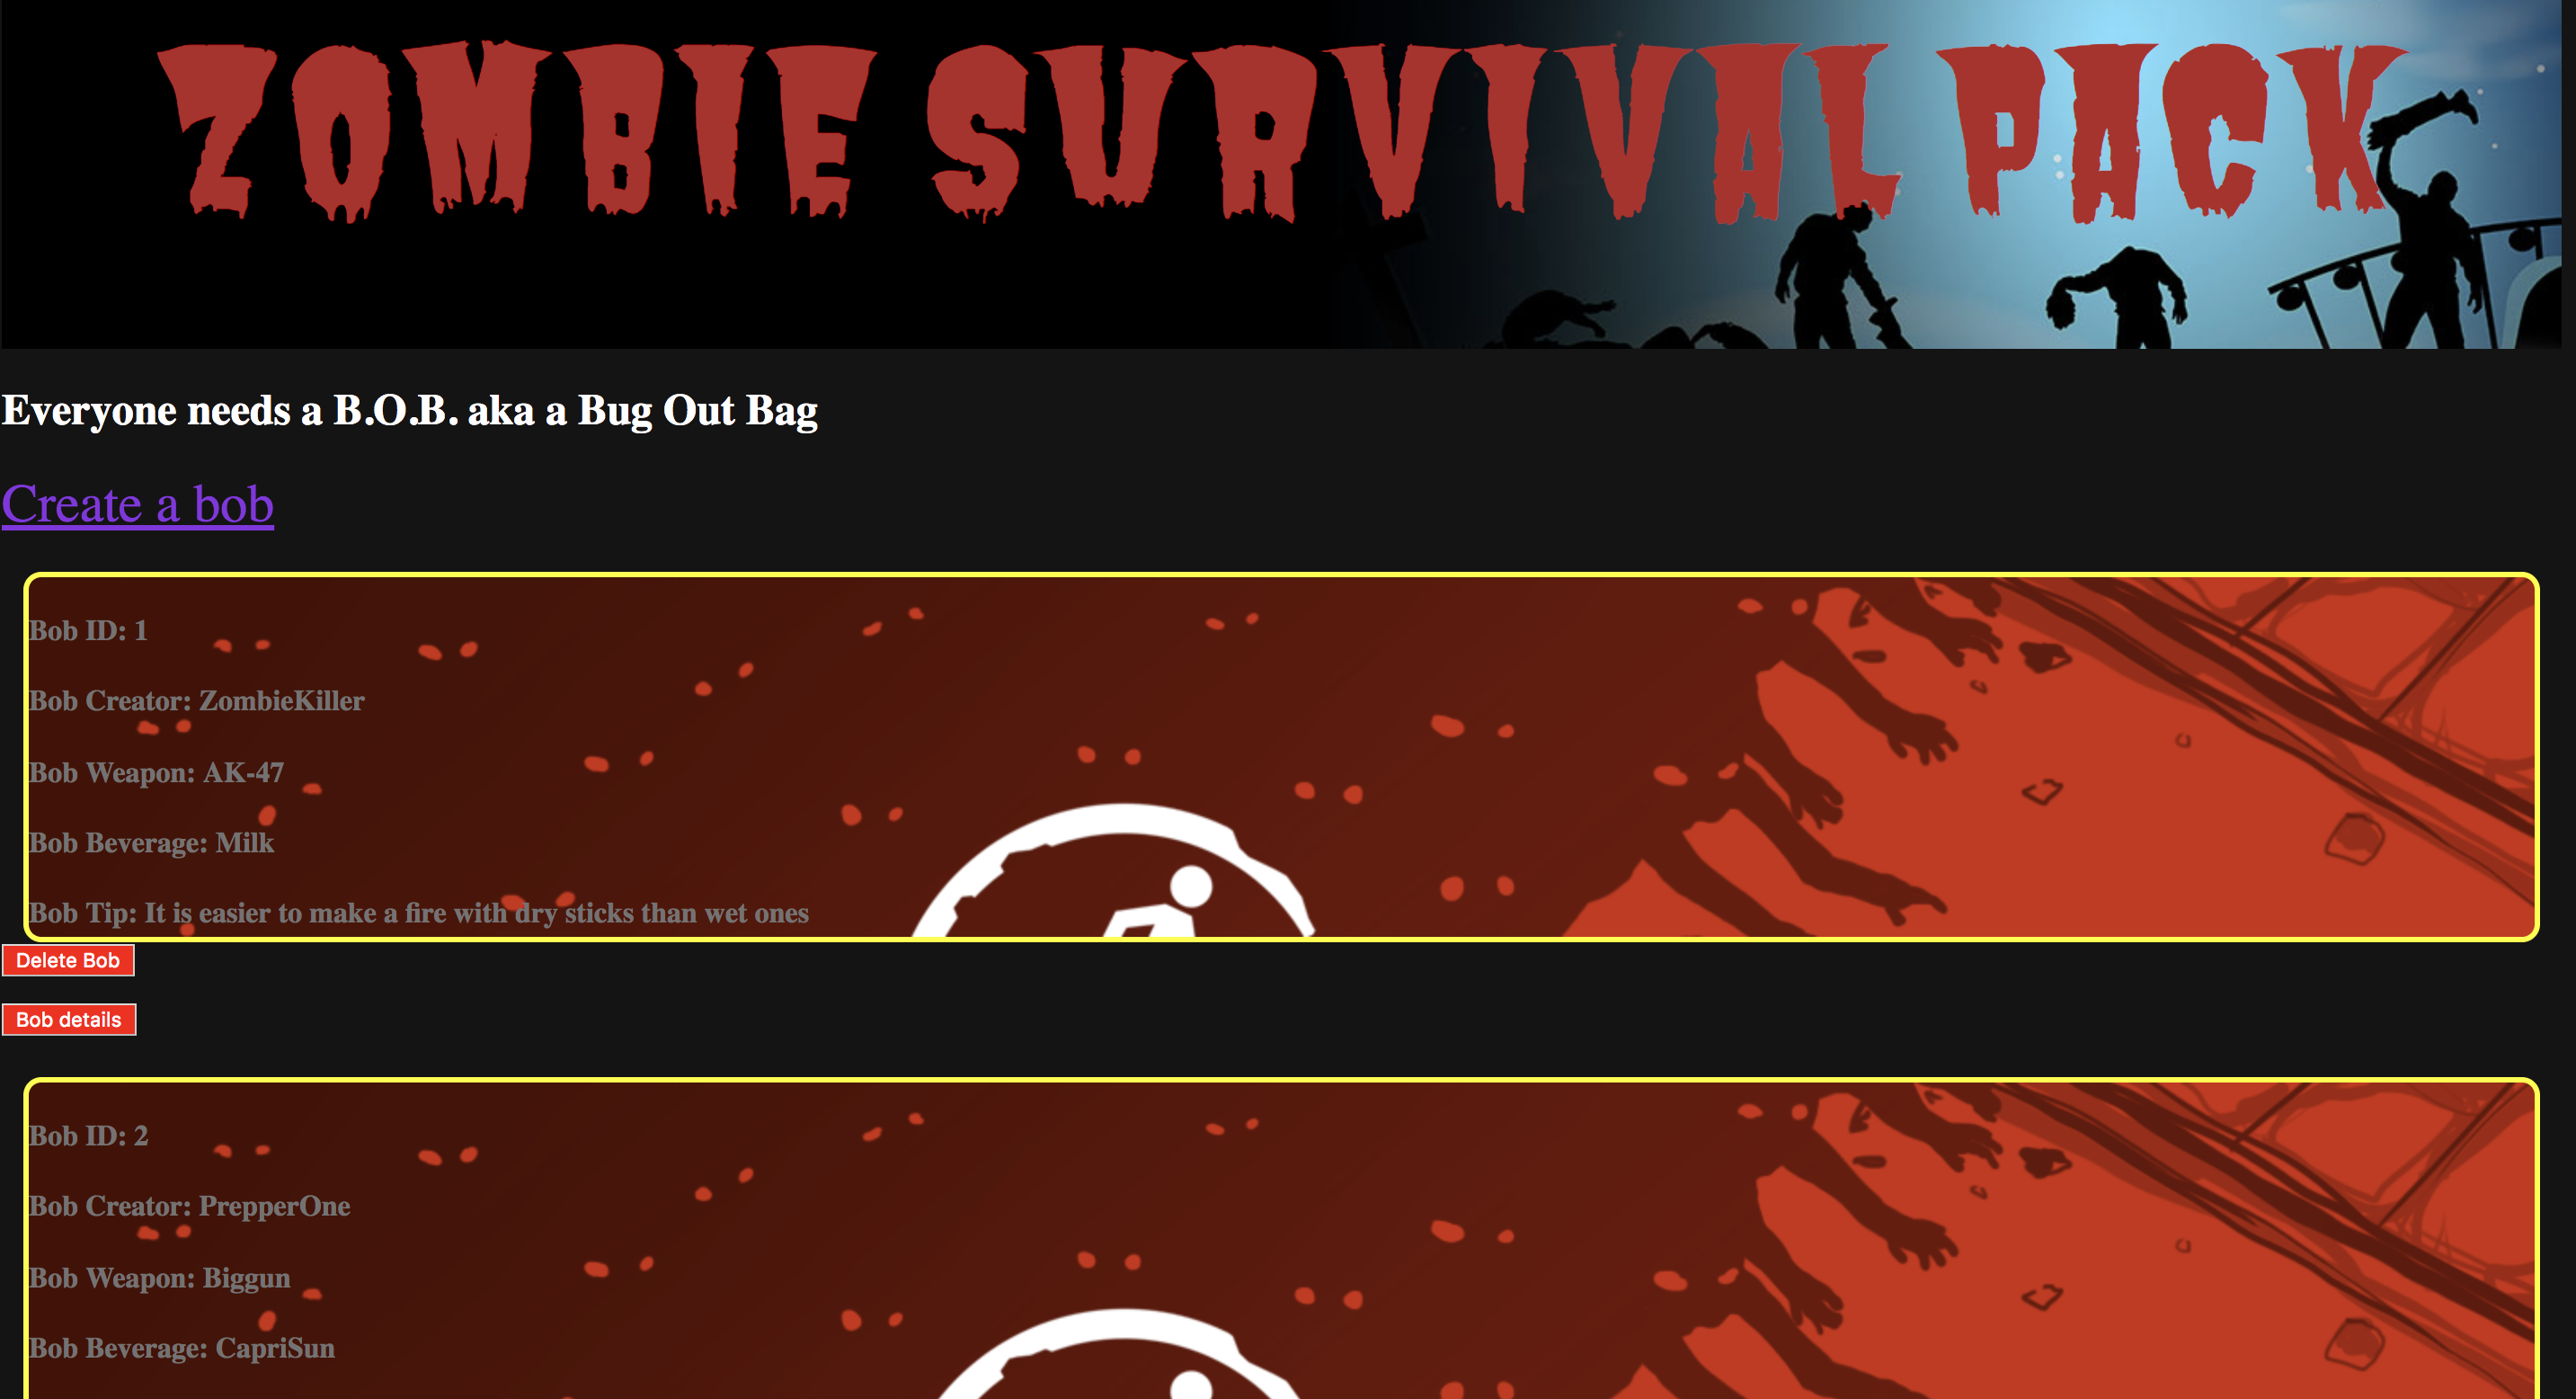 ZOMBIE SURVIVAL PACK
Everyone needs a B.O.B. aka a Bug Out Bag
Create a bob
Bob ID: 1
Bob Creator: ZombieKiller
Bob Weapon: AK-47
Bob Beverage: Milk
Bob Tip: It is easier to make a fire with dry sticks than wet ones
Delete Bob
Bob details
Bob ID: 2
Bob Creator: PrepperOne
Bob Weapon: Biggun
Bob Beverage: CapriSun